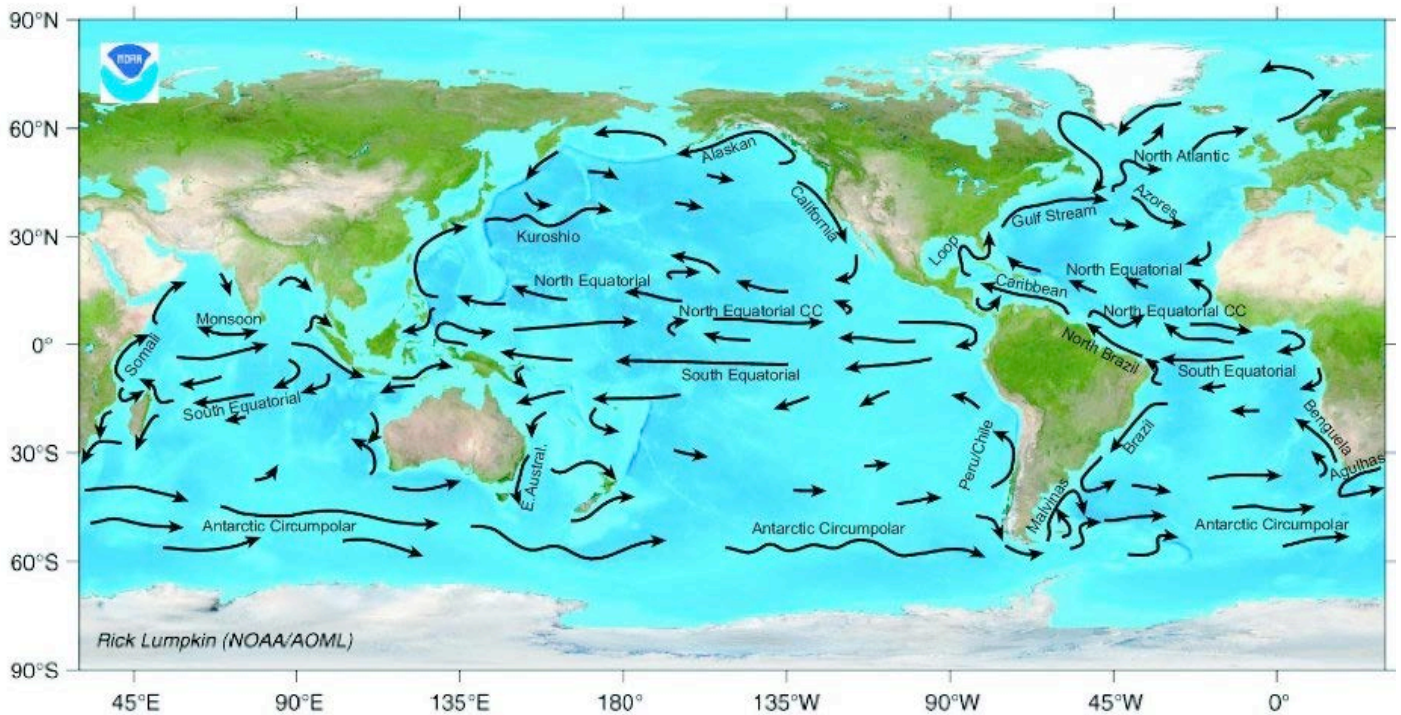 90°N
NOAA
60°N
Alaskan
North Atlantic
California
Azores
Gulf Stream
30°N
Kuroshio
Loop
North Equatorial
North Equatorial
Caribbean
Monsoon
North Equatorial CC
North Equatorial CC
0°
Somali
North Brazil
South Equatorial
South Equatorial
South Equatorial
Benguela
Brazil
30°S
Peru/Chile
Agulhas
E.Austral.
Malvinas
Antarctic Circumpolar
Antarctic Circumpolar
Antarctic Circumpolar
60°S
Rick Lumpkin (NOAA/AOML)
90°S
45°E 90°E 135°E 180° 135°W 90°W 45°W 0°